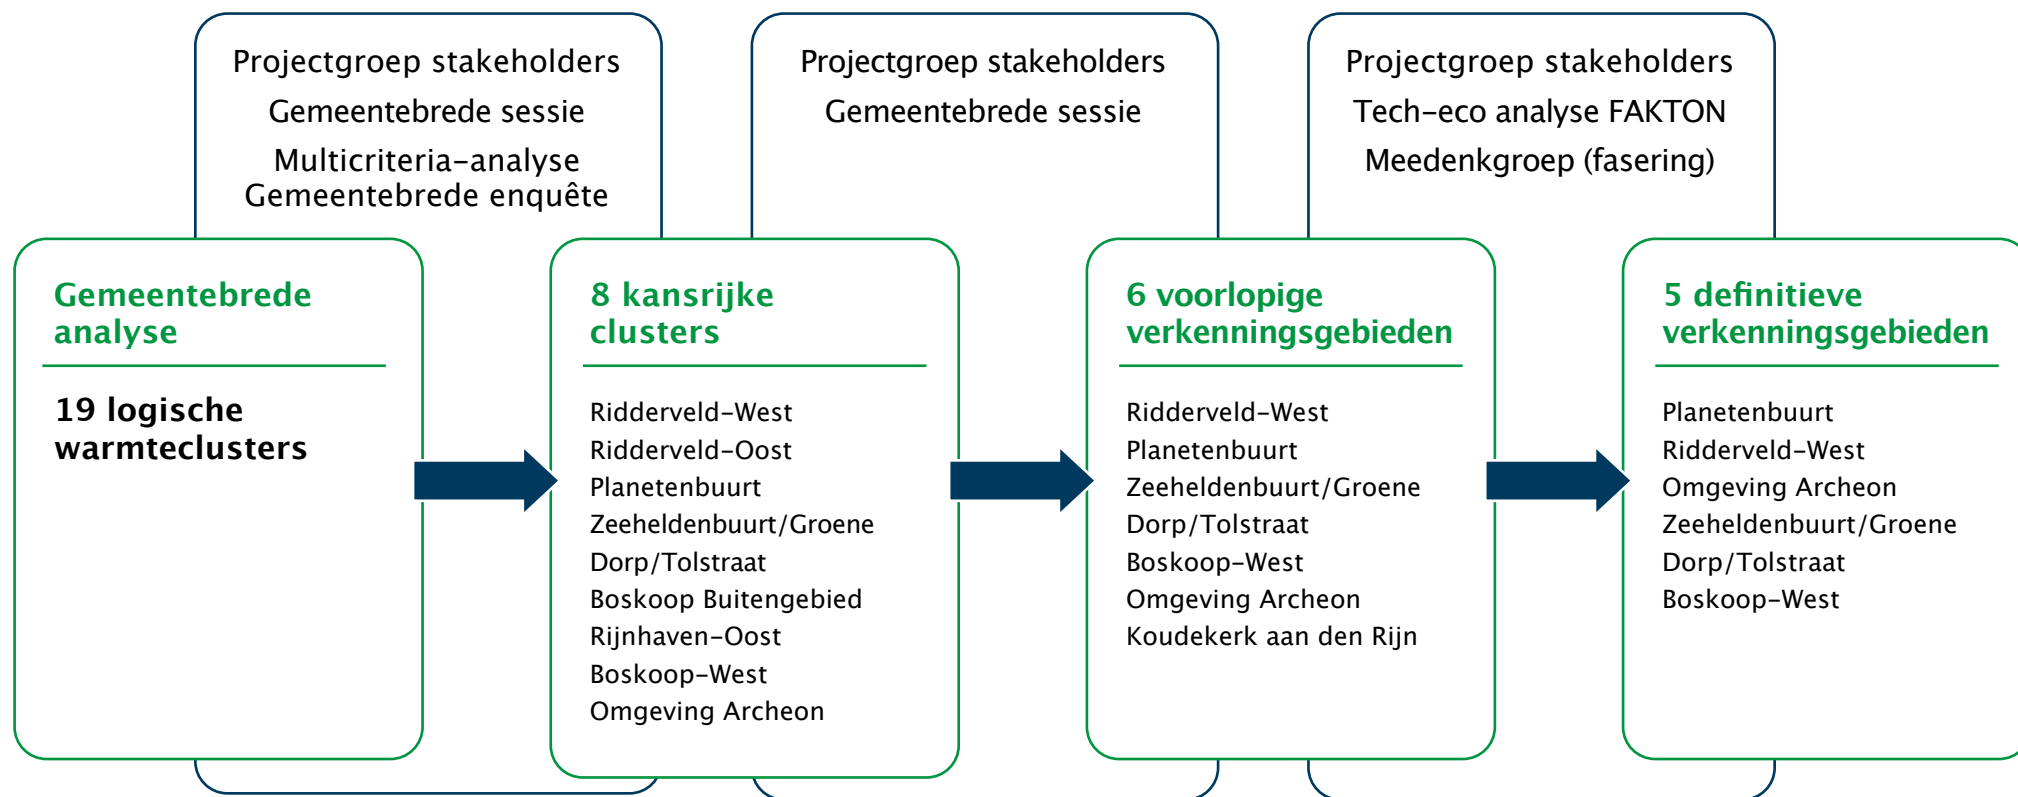 Projectgroep stakeholders
Gemeentebrede sessie
Multicriteria-analyse
Gemeentebrede enquête
Projectgroep stakeholders
Gemeentebrede sessie
Projectgroep stakeholders
Tech-eco analyse FAKTON
Meedenkgroep (fasering)
Gemeentebrede
analyse
19 logische
warmteclusters
8 kansrijke
clusters
Ridderveld-West
Ridderveld-Oost
Planetenbuurt
Zeeheldenbuurt/Groene
Dorp/Tolstraat
Boskoop Buitengebied
Rijnhaven-Oost
Boskoop-West
Omgeving Archeon
6 voorlopige
verkenningsgebieden
Ridderveld-West
Planetenbuurt
Zeeheldenbuurt/Groene
Dorp/Tolstraat
Boskoop-West
Omgeving Archeon
Koudekerk aan den Rijn
5 definitieve
verkenningsgebieden
Planetenbuurt
Ridderveld-West
Omgeving Archeon
Zeeheldenbuurt/Groene
Dorp/Tolstraat
Boskoop-West